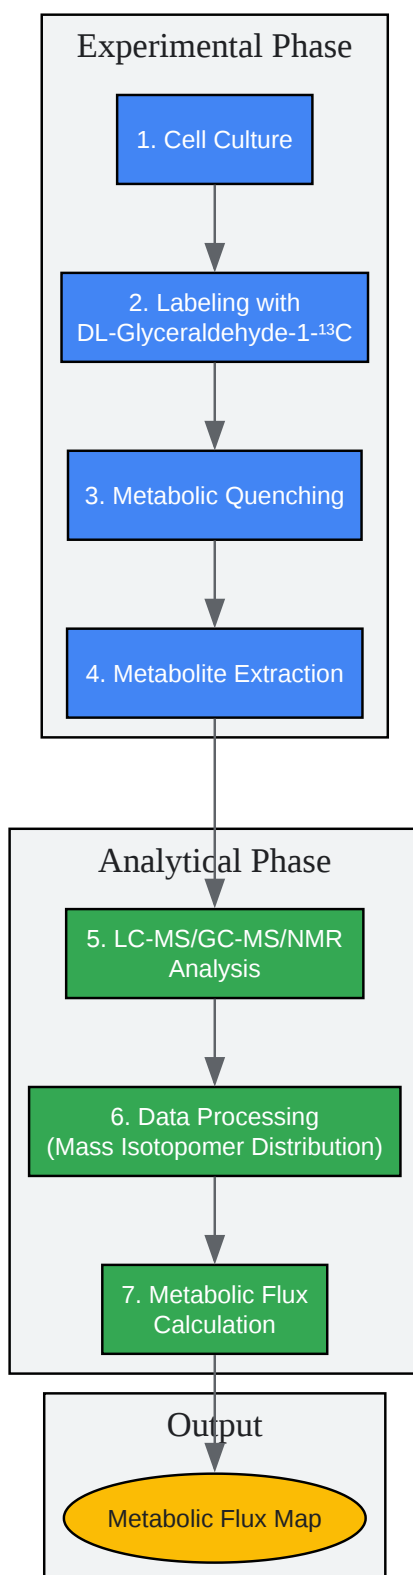 Experimental Phase
1. Cell Culture
2. Labeling with
DL-Glyceraldehyde-1-¹³C
3. Metabolic Quenching
4. Metabolite Extraction
Analytical Phase
5. LC-MS/GC-MS/NMR
Analysis
6. Data Processing
(Mass Isotopomer Distribution)
7. Metabolic Flux
Calculation
Output
Metabolic Flux Map